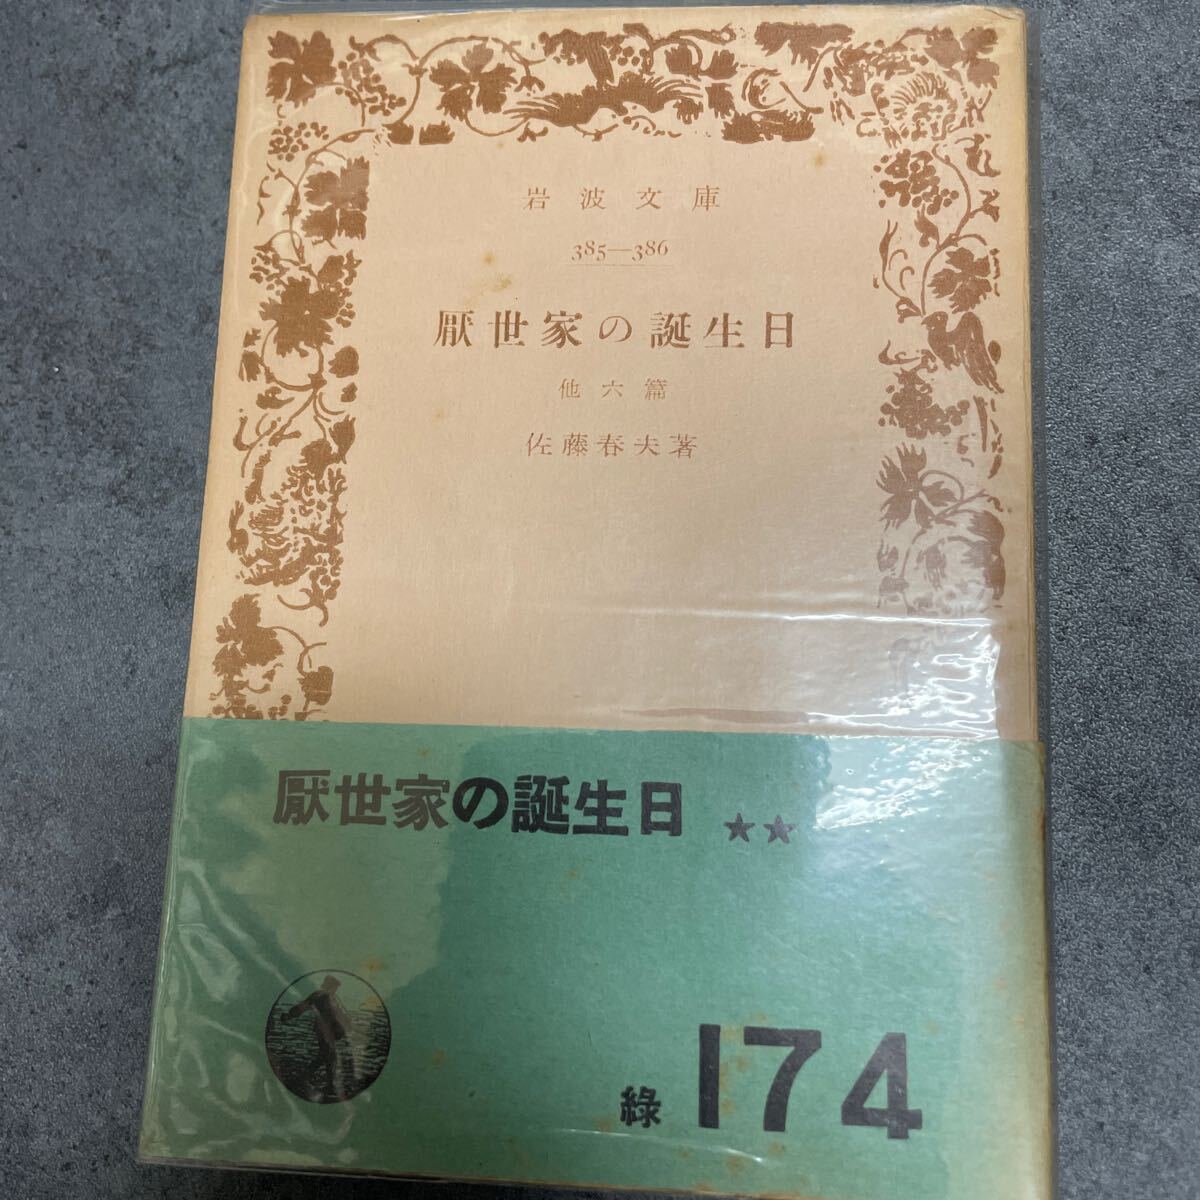 岩波文庫
385—386
厭世家の誕生日
他六篇
佐藤春夫著
厭世家の誕生日 ★★
緑 174